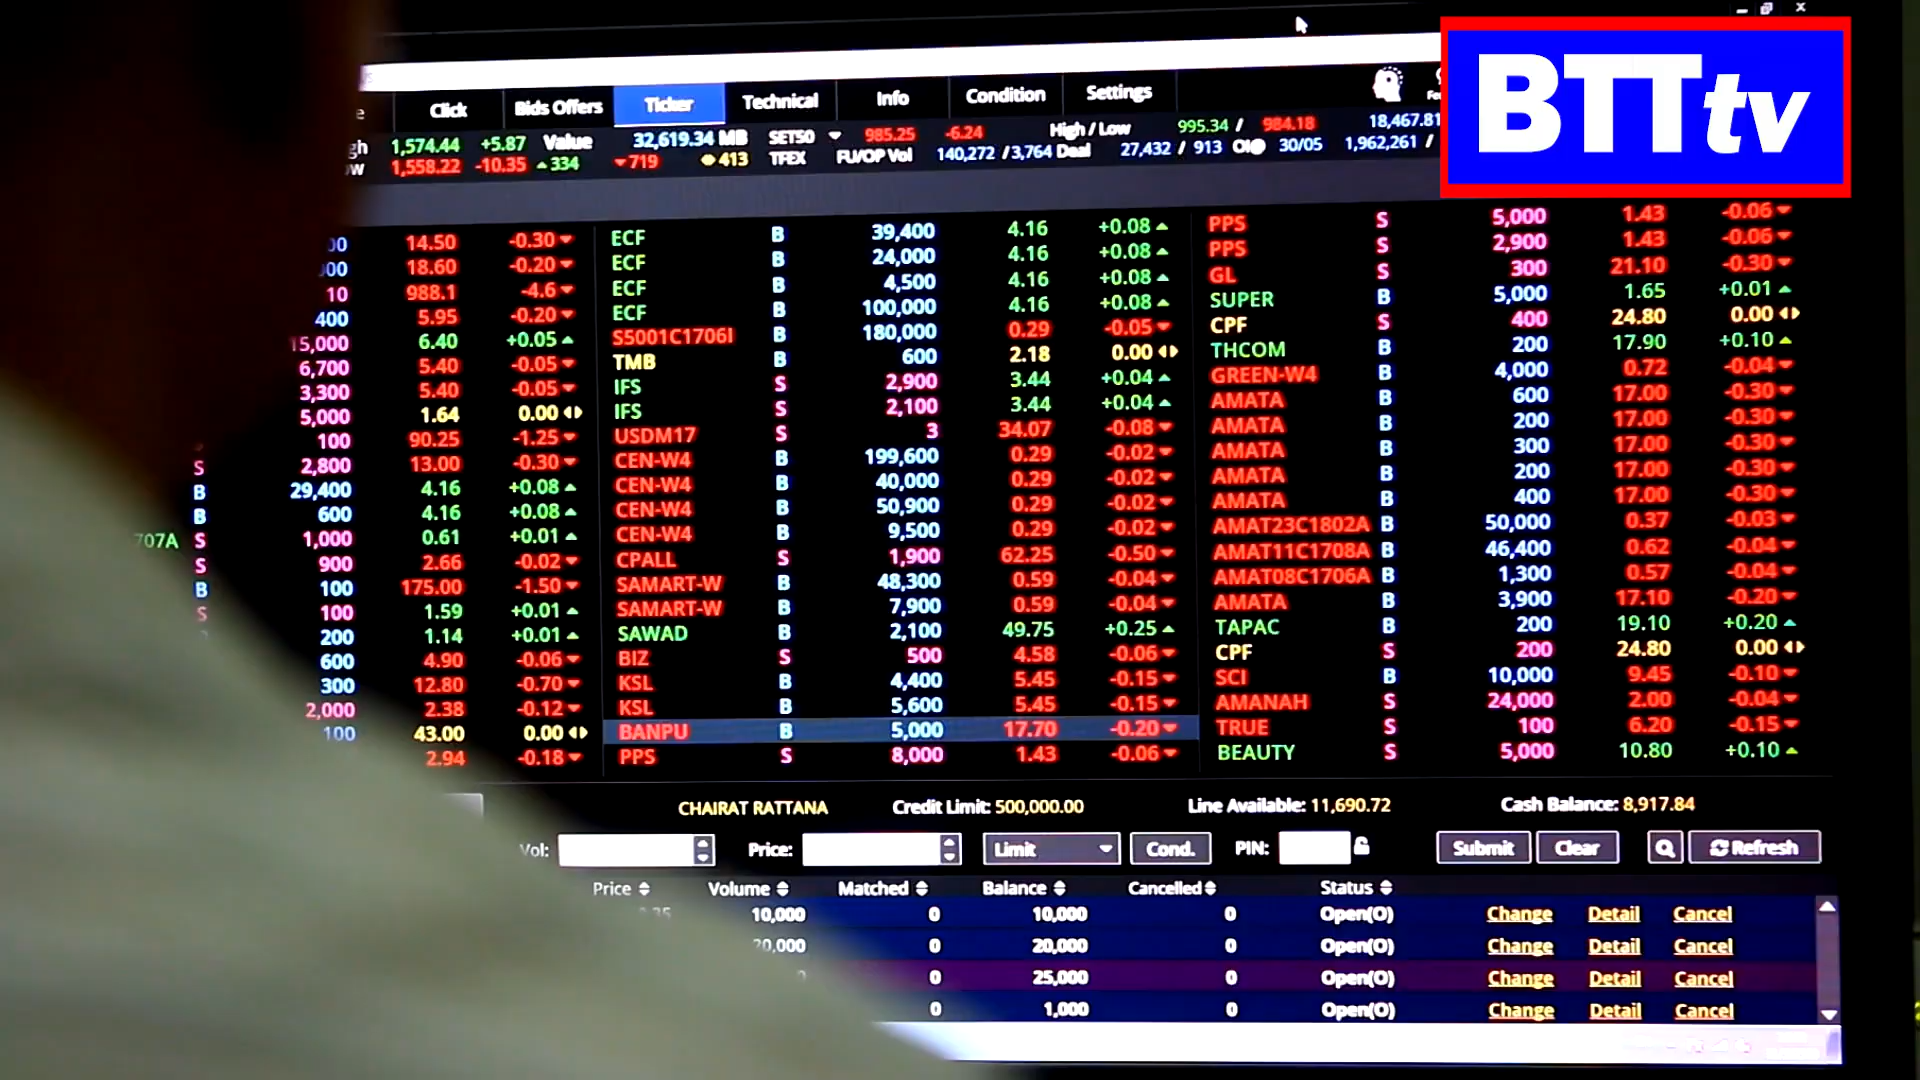 BTTtv
Click Bids Offers Ticker Technical Info Condition Settings
1,574.44 +5.87 Value 32,619.34 MB SET50 985.25 -6.24 High / Low 995.34 / 984.18 18,467.81
1,558.22 -10.35 334 719 413 TFEX FU/OP Vol 140,272 / 3,764 Deal 27,432 / 913 OI@ 30/05 1,962,261 /
14.50 -0.30 ECF B 39,400 4.16 +0.08 PPS S 5,000 1.43 -0.06
18.60 -0.20 ECF B 24,000 4.16 +0.08 PPS S 2,900 1.43 -0.06
10 988.1 -4.6 ECF B 4,500 4.16 +0.08 GL S 300 21.10 -0.30
400 5.95 -0.20 ECF B 100,000 4.16 +0.08 SUPER B 5,000 1.65 +0.01
15,000 6.40 +0.05 S5001C1706I B 180,000 0.29 -0.05 CPF S 400 24.80 0.00
6,700 5.40 -0.05 TMB B 600 2.18 0.00 THCOM B 200 17.90 +0.10
3,300 5.40 -0.05 IFS S 2,900 3.44 +0.04 GREEN-W4 B 4,000 0.72 -0.04
5,000 1.64 0.00 IFS S 2,100 3.44 +0.04 AMATA B 600 17.00 -0.30
100 90.25 -1.25 USDM17 S 3 34.07 -0.08 AMATA B 200 17.00 -0.30
S 2,800 13.00 -0.30 CEN-W4 B 199,600 0.29 -0.02 AMATA B 300 17.00 -0.30
B 29,400 4.16 +0.08 CEN-W4 B 40,000 0.29 -0.02 AMATA B 200 17.00 -0.30
B 600 4.16 +0.08 CEN-W4 B 50,900 0.29 -0.02 AMATA B 400 17.00 -0.30
707A S 1,000 0.61 +0.01 CEN-W4 B 9,500 0.29 -0.02 AMAT23C1802A B 50,000 0.37 -0.03
S 900 2.66 -0.02 CPALL S 1,900 62.25 -0.50 AMAT11C1708A B 46,400 0.62 -0.04
B 100 175.00 -1.50 SAMART-W B 48,300 0.59 -0.04 AMAT08C1706A B 1,300 0.57 -0.04
S 100 1.59 +0.01 SAMART-W B 7,900 0.59 -0.04 AMATA B 3,900 17.10 -0.20
200 1.14 +0.01 SAWAD B 2,100 49.75 +0.25 TAPAC B 200 19.10 +0.20
600 4.90 -0.06 BIZ S 500 4.58 -0.06 CPF S 200 24.80 0.00
300 12.80 -0.70 KSL B 4,400 5.45 -0.15 SCI B 10,000 9.45 -0.10
2,000 2.38 -0.12 KSL B 5,600 5.45 -0.15 AMANAH S 24,000 2.00 -0.04
100 43.00 0.00 BANPU B 5,000 17.70 -0.20 TRUE S 100 6.20 -0.15
2.94 -0.18 PPS S 8,000 1.43 -0.06 BEAUTY S 5,000 10.80 +0.10
CHAIRAT RATTANA Credit Limit: 500,000.00 Line Available: 11,690.72 Cash Balance: 8,917.84
Vol: Price: Limit Cond. PIN: Submit Clear Refresh
Price Volume Matched Balance Cancelled Status
10,000 0 10,000 0 Open(O) Change Detail Cancel
20,000 0 20,000 0 Open(O) Change Detail Cancel
0 25,000 0 Open(O) Change Detail Cancel
0 1,000 0 Open(O) Change Detail Cancel